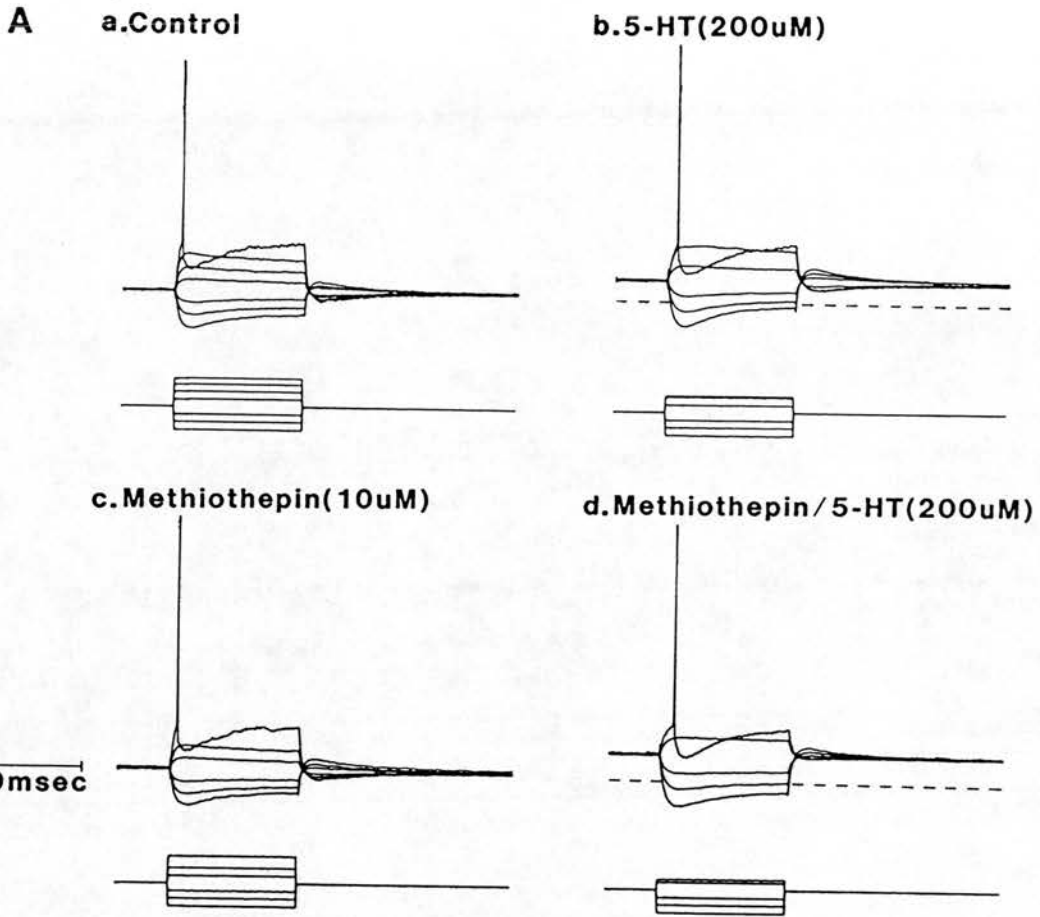 A
a.Control
b.5-HT(200uM)
c.Methiothepin(10uM)
d.Methiothepin/5-HT(200uM)
msec